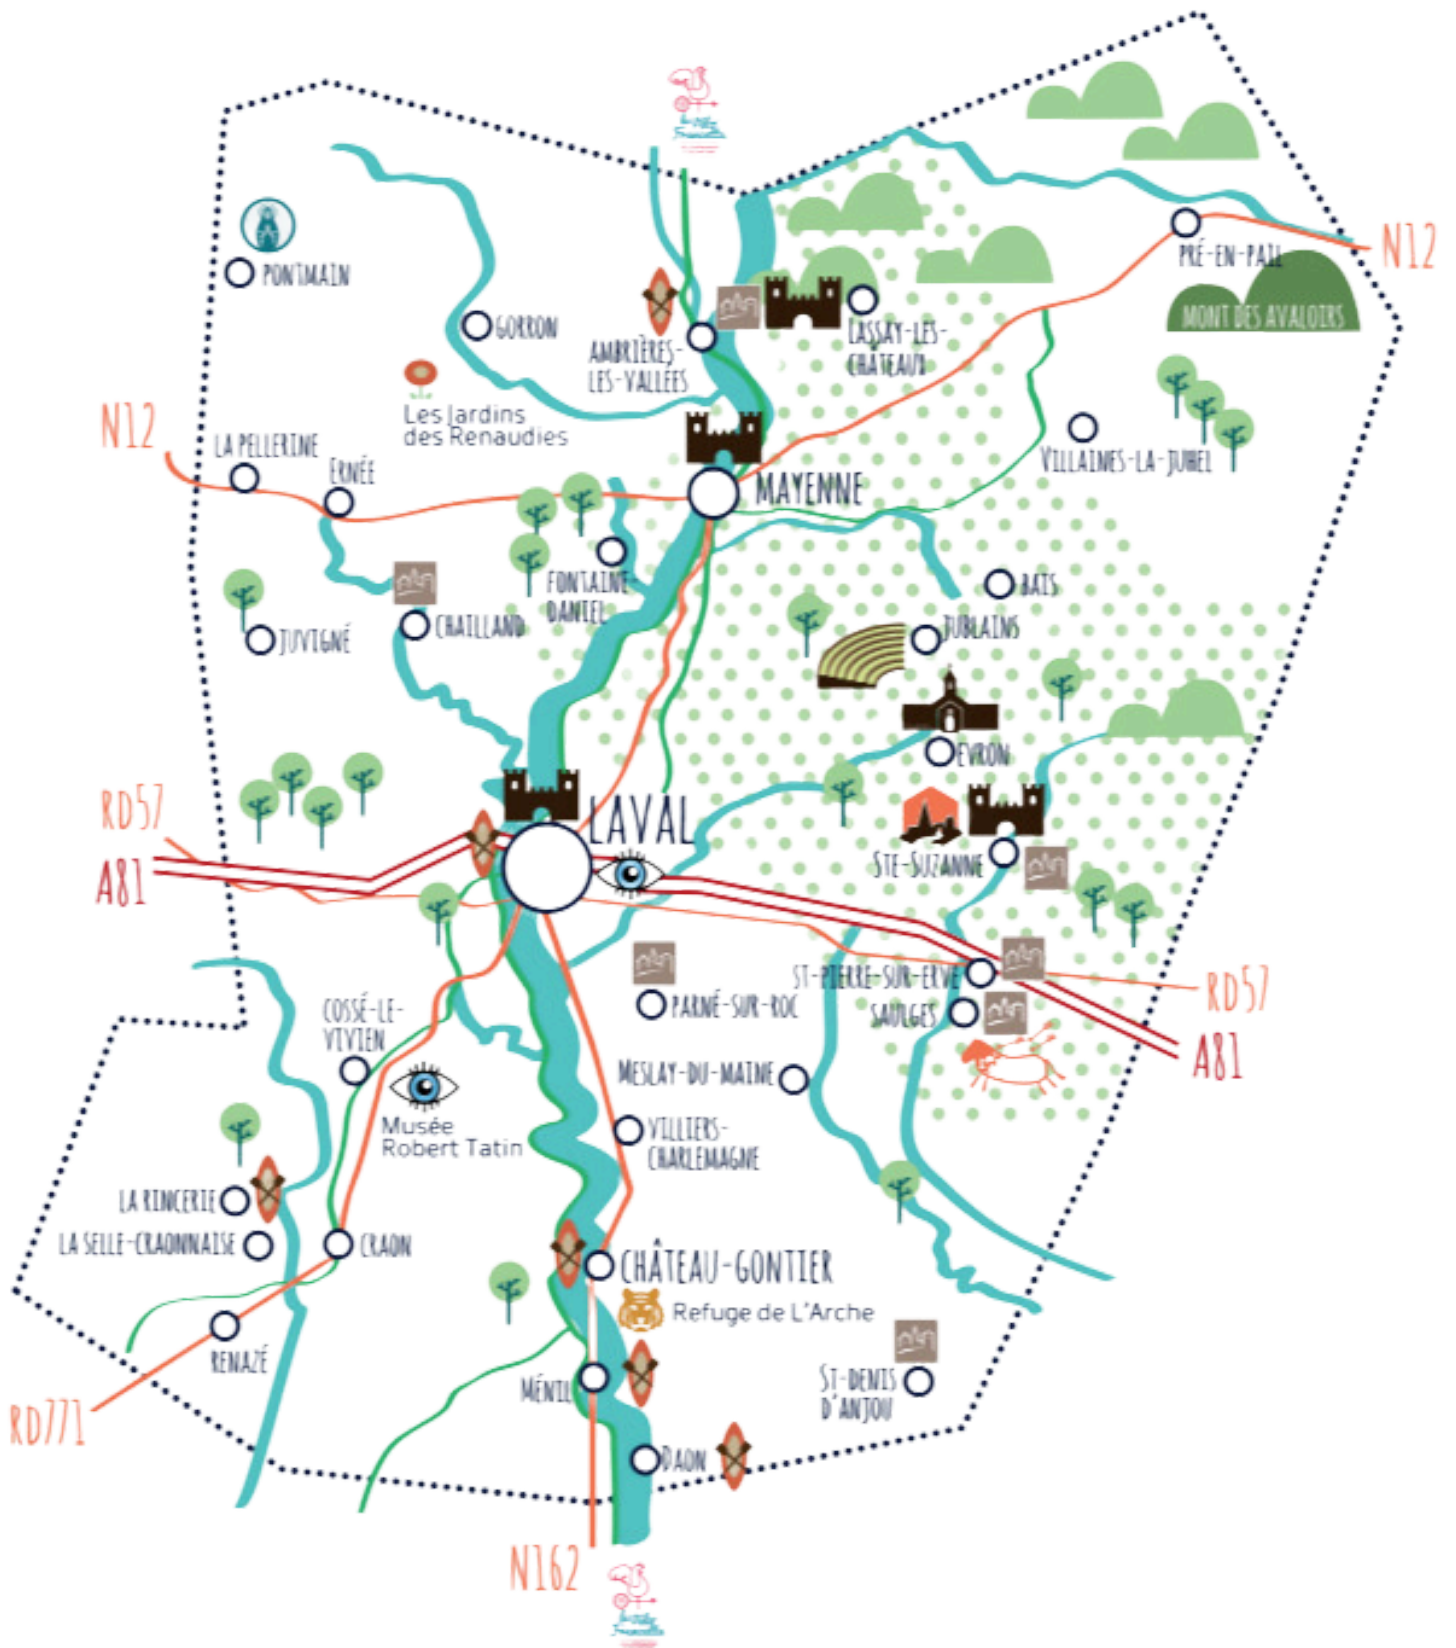 N12
PRÉ-EN-PAIL
MONT DES AVALOIRS
PONTMAIN
GORRON
AMBRIÈRES-
LES-VALLÉES
LASSAY-LES-
CHÂTEAUX
Les Jardins
des Renaudies
N12
LA PELLERINE
ERNÉE
MAYENNE
VILLAINES-LA-JUHEL
FONTAINE-
DANIEL
BAIS
JUBLAINS
JUVIGNÉ
CHAILLAND
EVRON
RD57
A81
LAVAL
STE-SUZANNE
ST-PIERRE-SUR-ERVE
SAULGES
RD57
A81
PARNÉ-SUR-ROC
COSSÉ-LE-
VIVIEN
MESLAY-DU-MAINE
Musée
Robert Tatin
VILLIERS-
CHARLEMAGNE
LA RINCERIE
LA SELLE-CRAONNAISE
CRAON
CHÂTEAU-GONTIER
Refuge de L'Arche
RENAZÉ
MÉNIL
ST-DENIS
D'ANJOU
RD771
DAON
N162